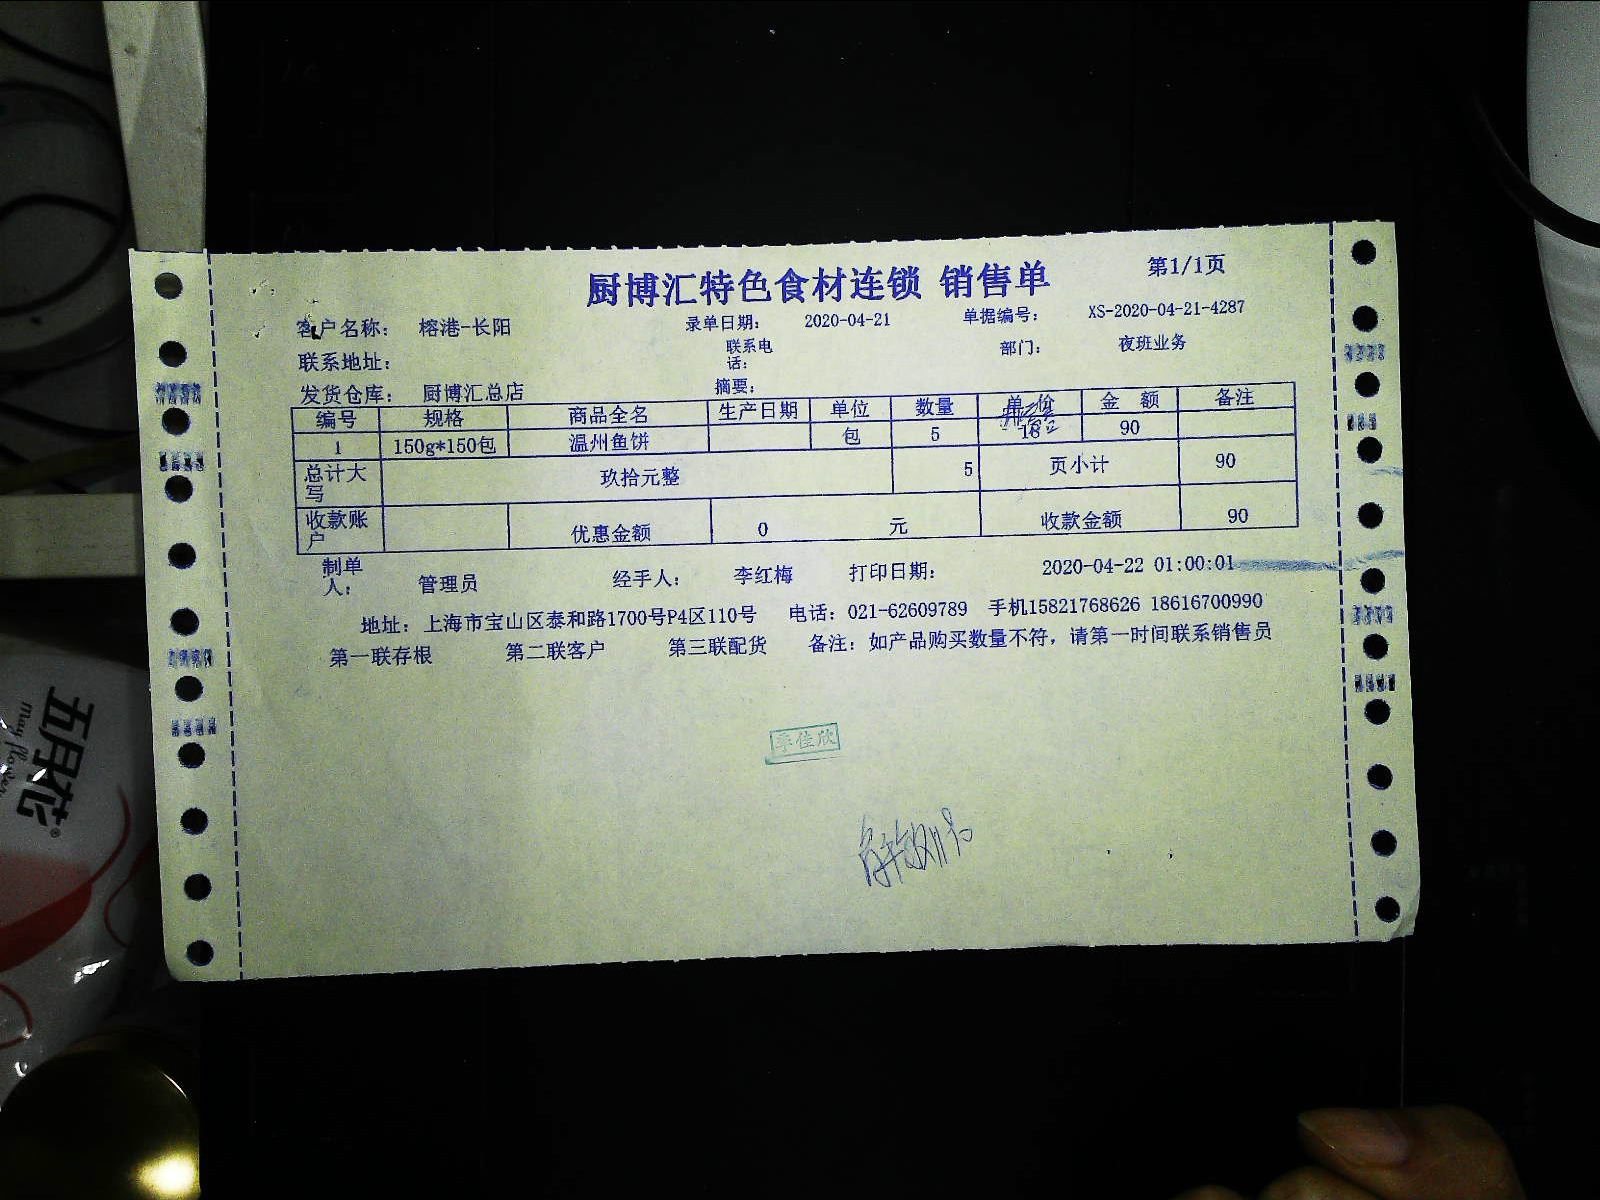 厨博汇特色食材连锁 销售单 第1/1页
客户名称： 榕港-长阳 录单日期： 2020-04-21 单据编号： XS-2020-04-21-4287
联系地址： 联系电话： 部门： 夜班业务
发货仓库： 厨博汇总店 摘要：
编号 规格 商品全名 生产日期 单位 数量 单价 金 额 备注
1 150g*150包 温州鱼饼 包 5 18 90
总计大写 玖拾元整 5 页小计 90
收款账户 优惠金额 0 元 收款金额 90
制单人： 管理员 经手人： 李红梅 打印日期： 2020-04-22 01:00:01
地址：上海市宝山区泰和路1700号P4区110号 电话：021-62609789 手机15821768626 18616700990
第一联存根 第二联客户 第三联配货 备注：如产品购买数量不符，请第一时间联系销售员
李佳欣
五月花
may flower